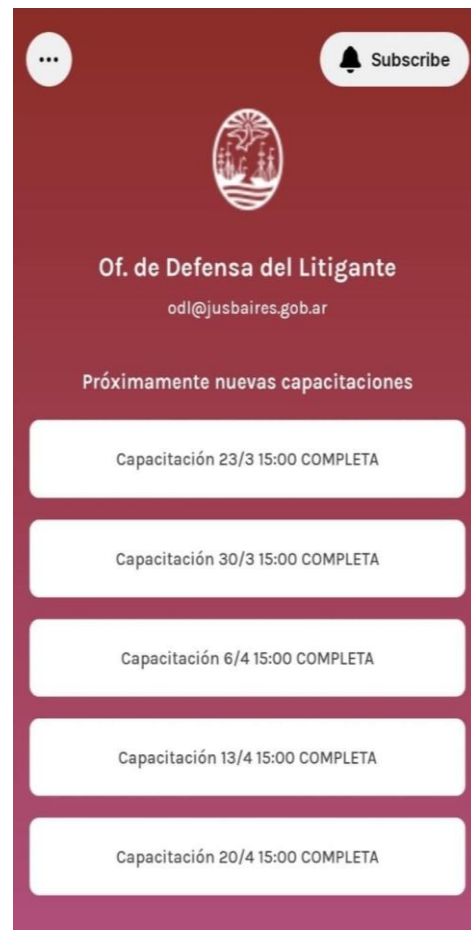 ...
Subscribe
Of. de Defensa del Litigante
odl@jusbaires.gob.ar
Próximamente nuevas capacitaciones
Capacitación 23/3 15:00 COMPLETA
Capacitación 30/3 15:00 COMPLETA
Capacitación 6/4 15:00 COMPLETA
Capacitación 13/4 15:00 COMPLETA
Capacitación 20/4 15:00 COMPLETA